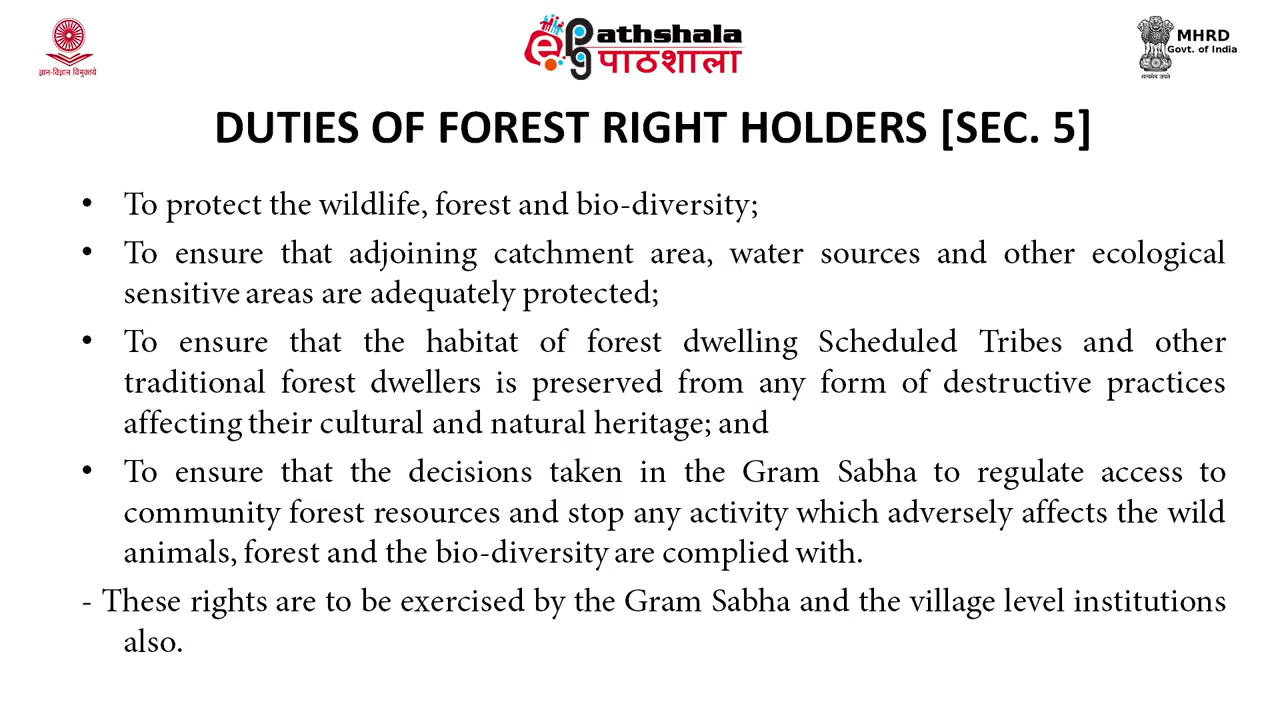 ज्ञान-विज्ञान विमुक्तये
e Pg athshala
पाठशाला
MHRD
Govt. of India
सत्यमेव जयते
DUTIES OF FOREST RIGHT HOLDERS [SEC. 5]
• To protect the wildlife, forest and bio-diversity;
• To ensure that adjoining catchment area, water sources and other ecological
sensitive areas are adequately protected;
• To ensure that the habitat of forest dwelling Scheduled Tribes and other
traditional forest dwellers is preserved from any form of destructive practices
affecting their cultural and natural heritage; and
• To ensure that the decisions taken in the Gram Sabha to regulate access to
community forest resources and stop any activity which adversely affects the wild
animals, forest and the bio-diversity are complied with.
- These rights are to be exercised by the Gram Sabha and the village level institutions
also.